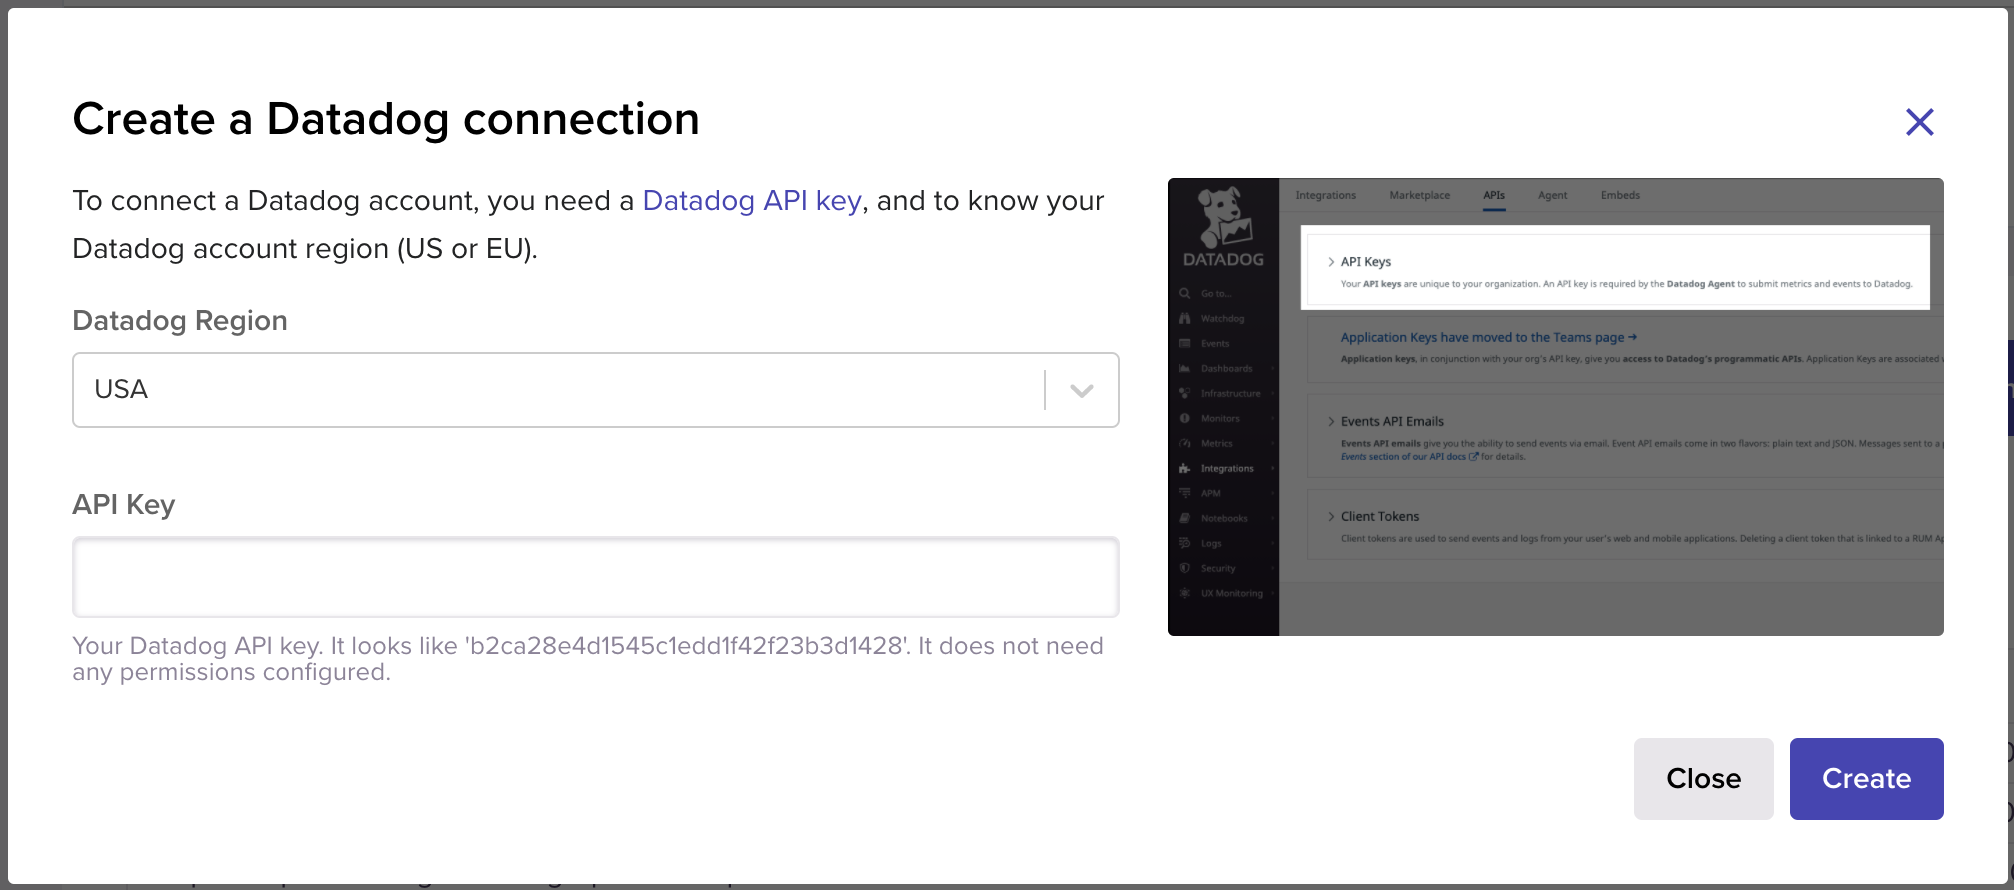 Create a Datadog connection
To connect a Datadog account, you need a Datadog API key, and to know your
Datadog account region (US or EU).
Datadog Region
USA
API Key
Your Datadog API key. It looks like 'b2ca28e4d1545c1edd1f42f23b3d1428'. It does not need
any permissions configured.
DATADOG
Go to...
Watchdog
Events
Dashboards
Infrastructure
Monitors
Metrics
Integrations
APM
Notebooks
Logs
Security
UX Monitoring
Integrations Marketplace APIs Agent Embeds
API Keys
Your API keys are unique to your organization. An API key is required by the Datadog Agent to submit metrics and events to Datadog.
Application Keys have moved to the Teams page →
Application keys, in conjunction with your org's API key, give you access to Datadog's programmatic APIs. Application Keys are associated
Events API Emails
Events API emails give you the ability to send events via email. Event API emails come in two flavors: plain text and JSON. Messages sent to a
Events section of our API docs for details.
Client Tokens
Client tokens are used to send events and logs from your user's web and mobile applications. Deleting a client token that is linked to a RUM
Close
Create